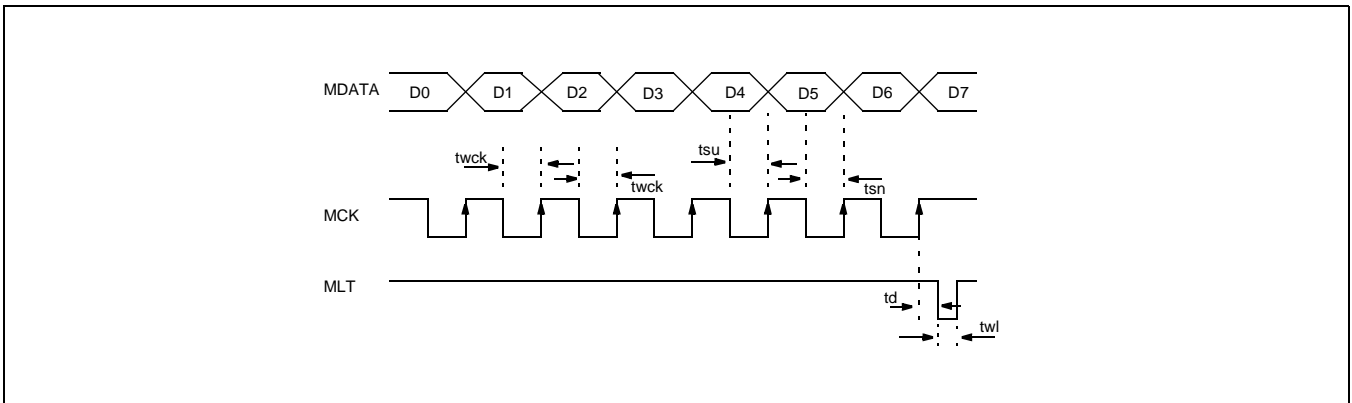 MDATA D0 D1 D2 D3 D4 D5 D6 D7
twck tsu
twck tsn
MCK
MLT
td
twl